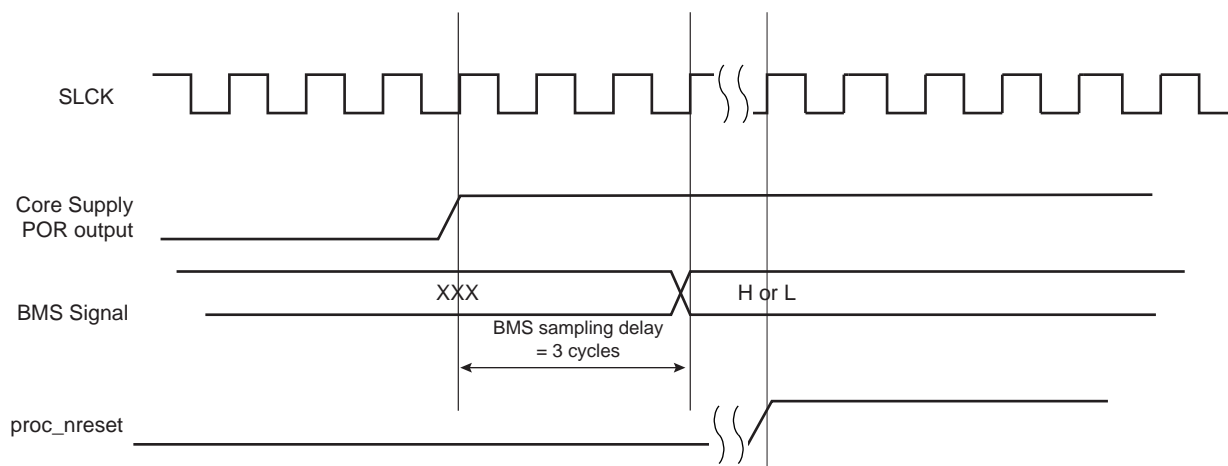 SLCK
Core Supply
POR output
BMS Signal
XXX
H or L
BMS sampling delay
= 3 cycles
proc_nreset